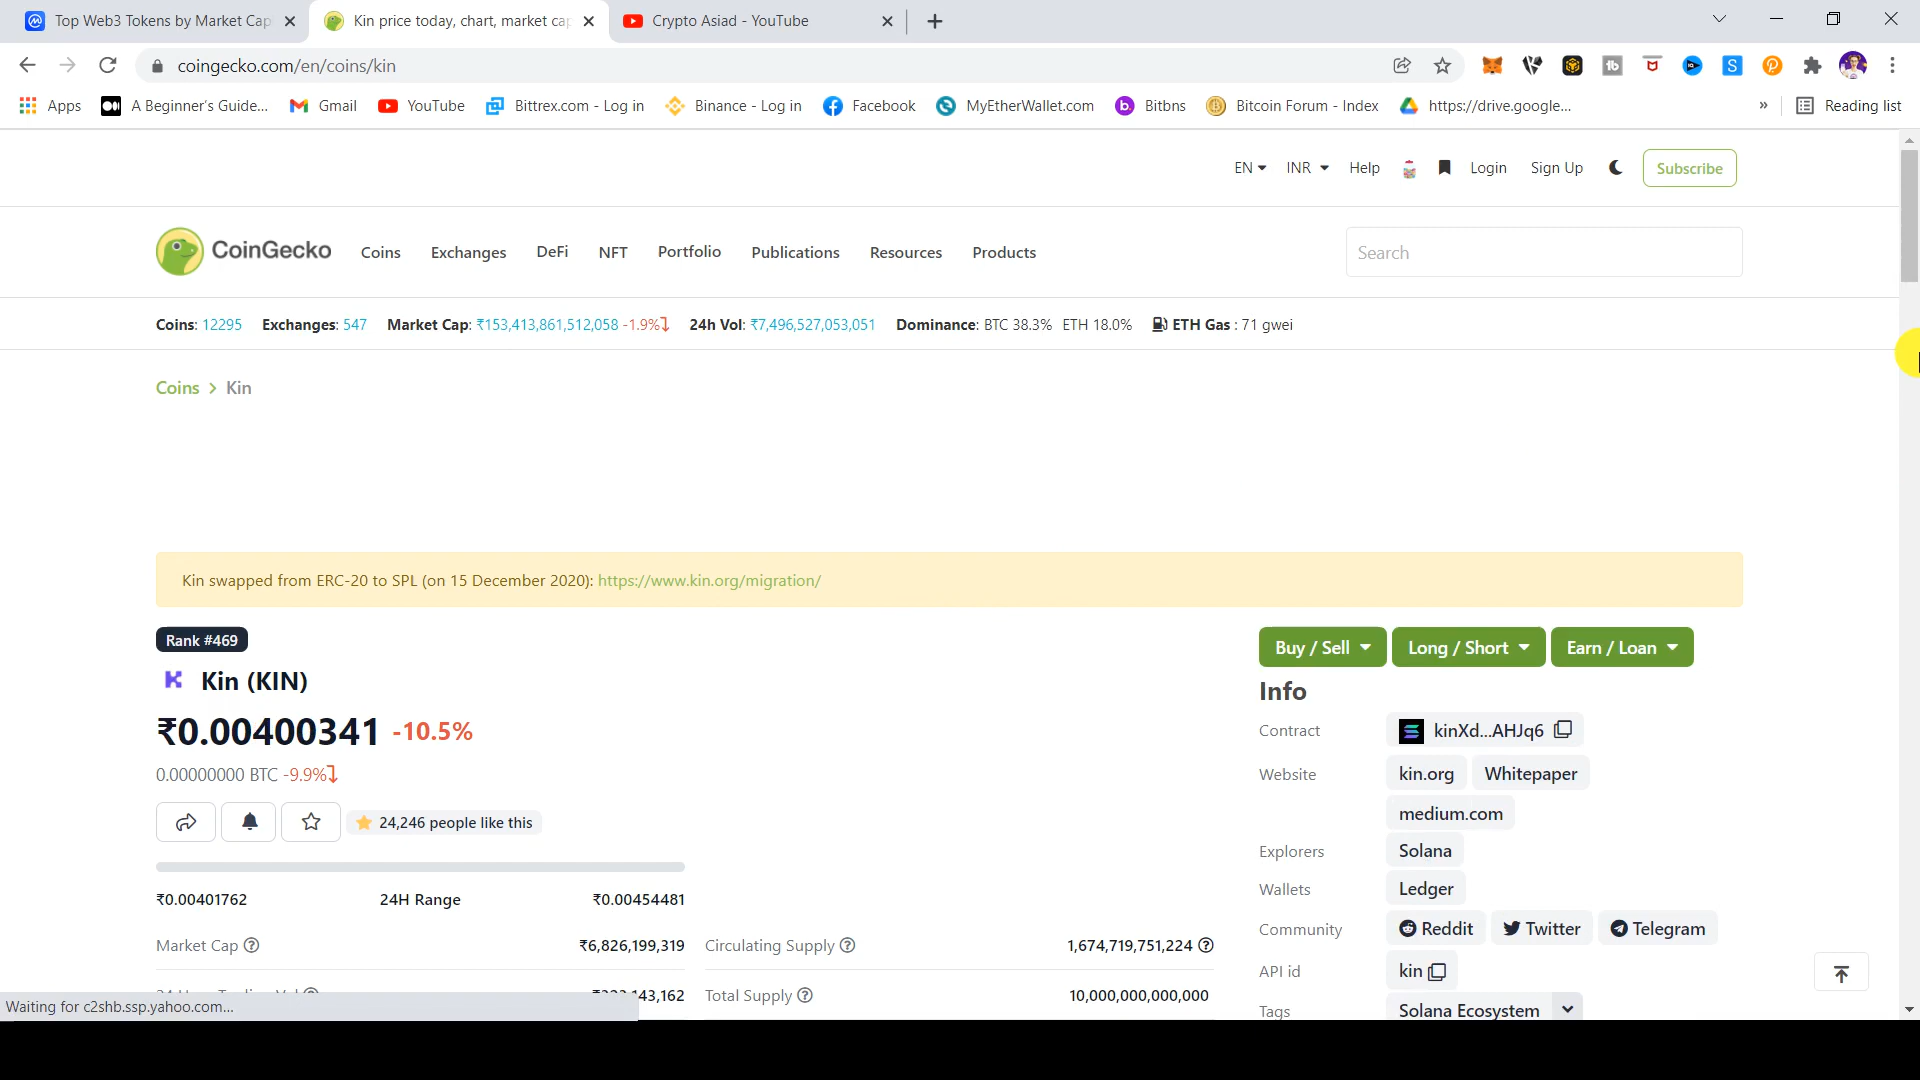 Top Web3 Tokens by Market Cap
Kin price today, chart, market cap
Crypto Asiad - YouTube
coingecko.com/en/coins/kin
Apps
A Beginner's Guide...
Gmail
YouTube
Bittrex.com - Log in
Binance - Log in
Facebook
MyEtherWallet.com
Bitbns
Bitcoin Forum - Index
https://drive.google...
»
Reading list
EN
INR
Help
Login
Sign Up
Subscribe
CoinGecko
Coins
Exchanges
DeFi
NFT
Portfolio
Publications
Resources
Products
Search
Coins: 12295 Exchanges: 547 Market Cap: ₹153,413,861,512,058 -1.9% 24h Vol: ₹7,496,527,053,051 Dominance: BTC 38.3% ETH 18.0% ETH Gas : 71 gwei
Coins > Kin
Kin swapped from ERC-20 to SPL (on 15 December 2020): https://www.kin.org/migration/
Rank #469
Kin (KIN)
₹0.00400341 -10.5%
0.00000000 BTC -9.9%
24,246 people like this
₹0.00401762 24H Range ₹0.00454481
Market Cap ₹6,826,199,319
Circulating Supply 1,674,719,751,224
Total Supply 10,000,000,000,000
Buy / Sell
Long / Short
Earn / Loan
Info
Contract kinXd...AHJq6
Website kin.org Whitepaper
medium.com
Explorers Solana
Wallets Ledger
Community Reddit Twitter Telegram
API id kin
Tags Solana Ecosystem
Waiting for c2shb.ssp.yahoo.com...